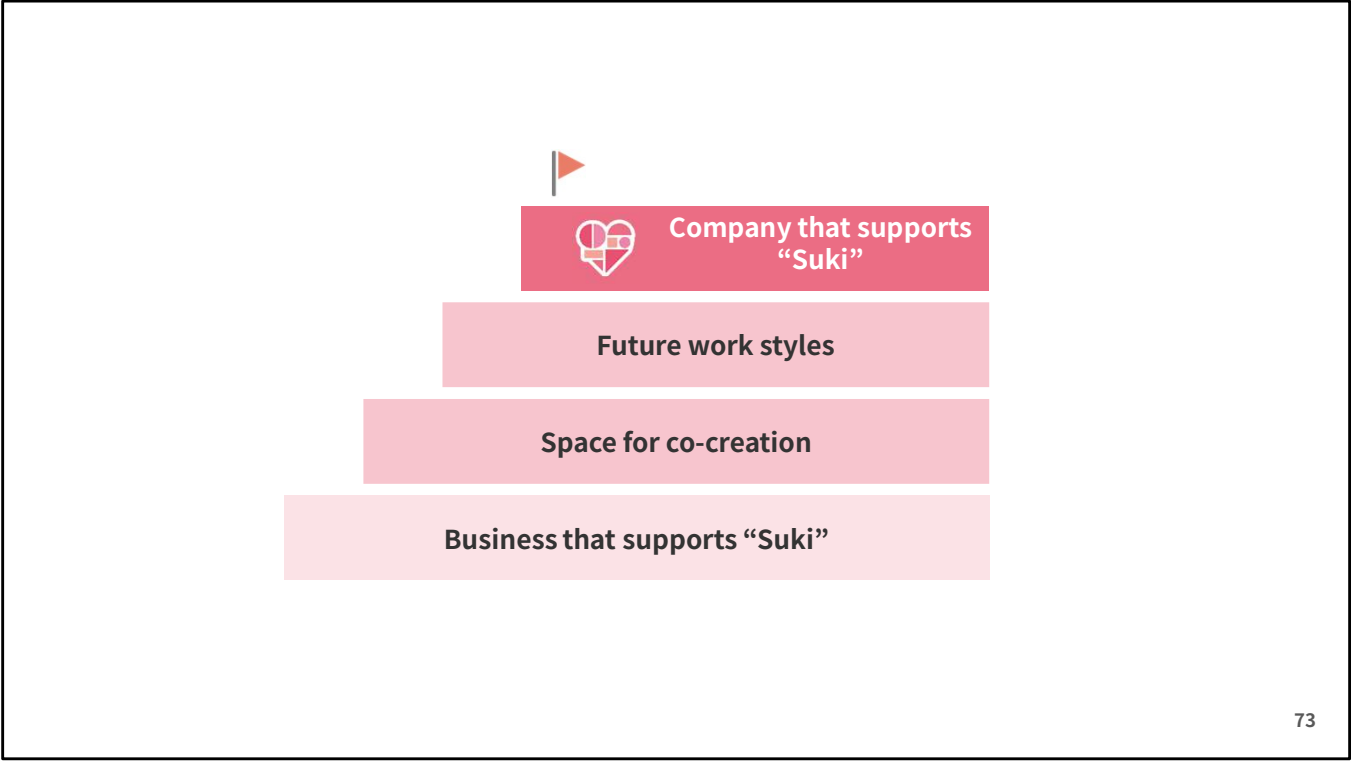 Company that supports
“Suki”
Future work styles
Space for co-creation
Business that supports “Suki”
73